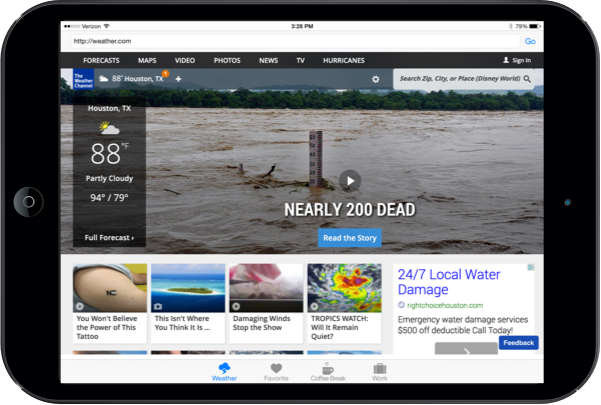 Verizon
3:28 PM
79%
http://weather.com
Go
FORECASTS MAPS VIDEO PHOTOS NEWS TV HURRICANES
Sign In
The
Weather
Channel
88° Houston, TX
1
+
Search Zip, City, or Place (Disney World)
Houston, TX
88°F
Partly Cloudy
94° / 79°
Full Forecast ›
NEARLY 200 DEAD
Read the Story
You Won't Believe
the Power of This
Tattoo
This Isn't Where
You Think It Is ...
Damaging Winds
Stop the Show
TROPICS WATCH:
Will It Remain
Quiet?
24/7 Local Water
Damage
rightchoicehouston.com
Emergency water damage services
$500 off deductible Call Today!
Feedback
Weather
Favorite
Coffee Break
Work